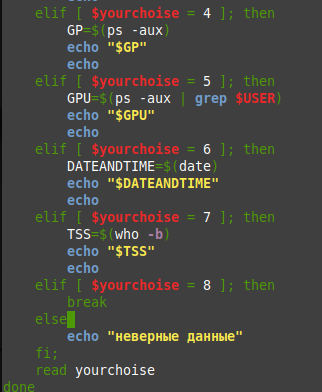 elif [ $yourchoise = 4 ]; then
GP=$(ps -aux)
echo "$GP"
echo
elif [ $yourchoise = 5 ]; then
GPU=$(ps -aux | grep $USER)
echo "$GPU"
echo
elif [ $yourchoise = 6 ]; then
DATEANDTIME=$(date)
echo "$DATEANDTIME"
echo
elif [ $yourchoise = 7 ]; then
TSS=$(who -b)
echo "$TSS"
echo
elif [ $yourchoise = 8 ]; then
break
else
echo "неверные данные"
fi;
read yourchoise
done